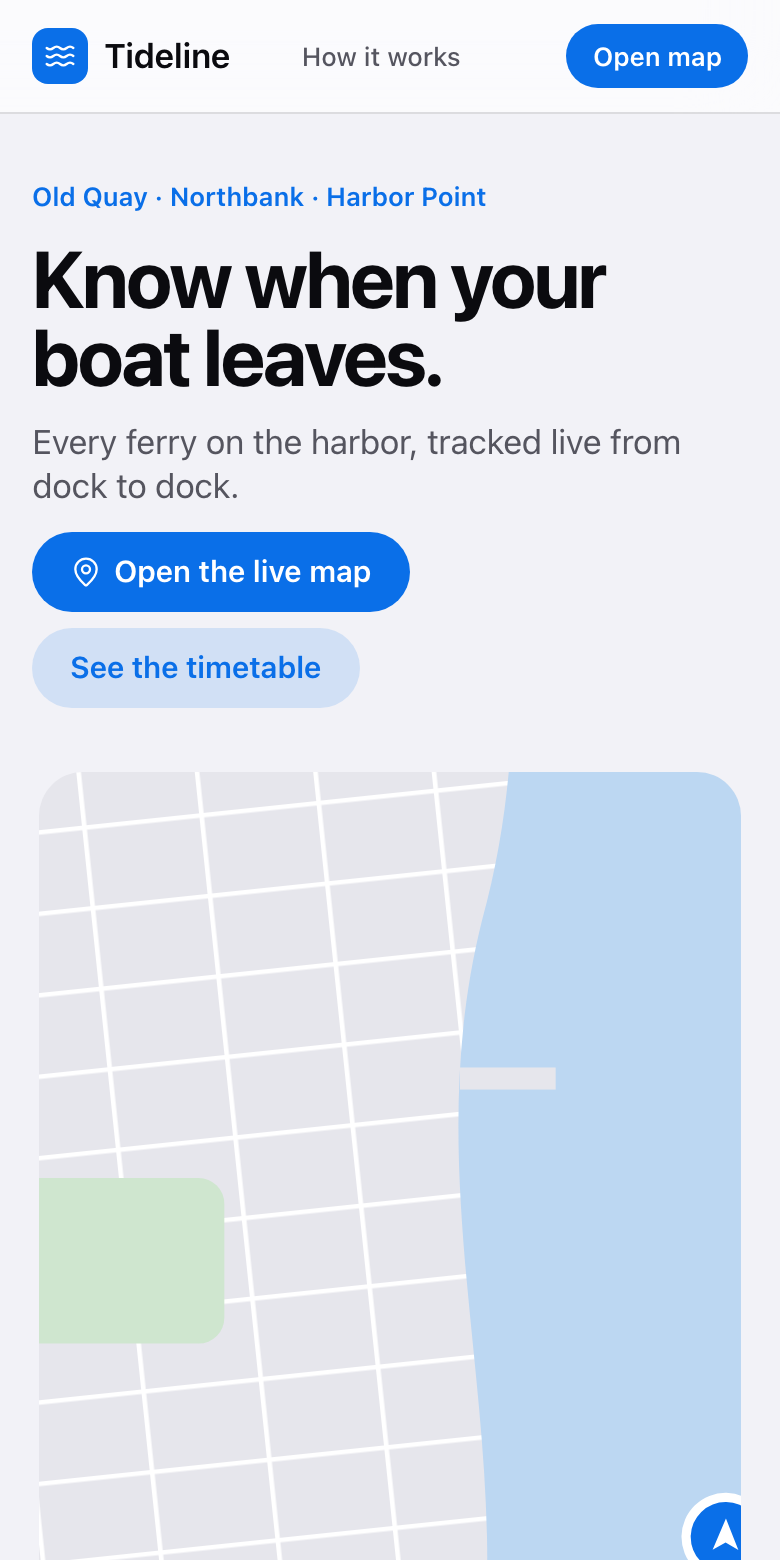 Tideline
How it works
Open map
Old Quay · Northbank · Harbor Point
Know when your
boat leaves.
Every ferry on the harbor, tracked live from
dock to dock.
Open the live map
See the timetable